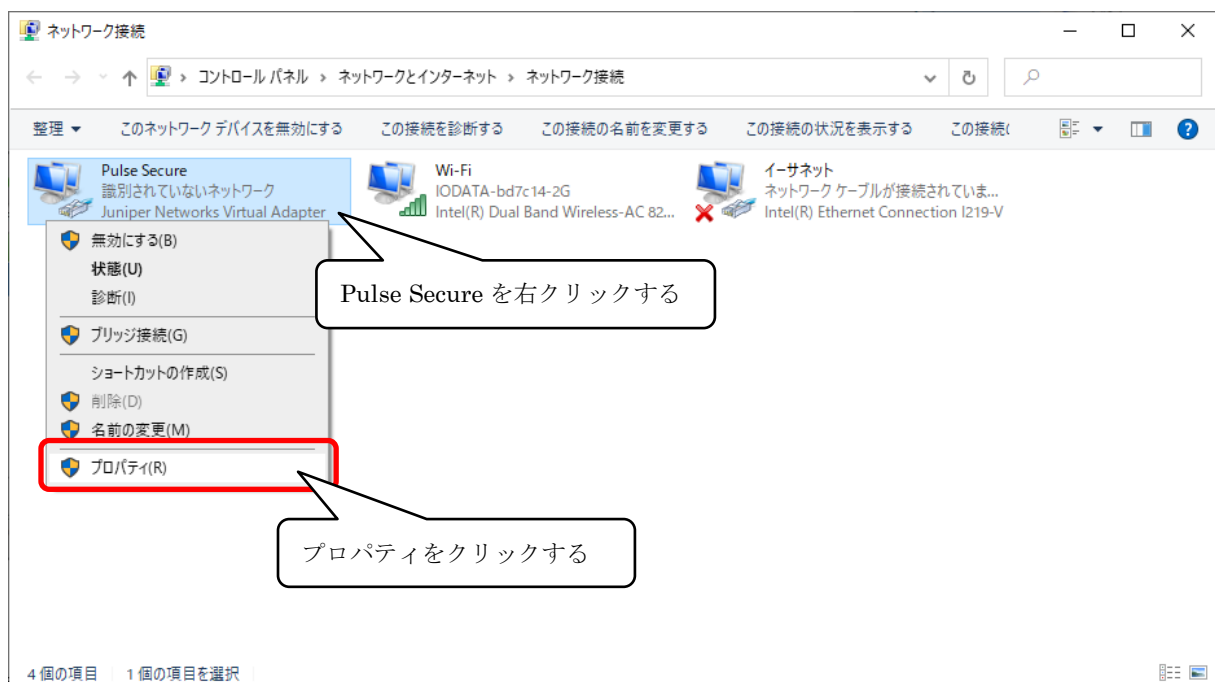 ネットワーク接続
コントロール パネル › ネットワークとインターネット › ネットワーク接続
整理 このネットワーク デバイスを無効にする この接続を診断する この接続の名前を変更する この接続の状況を表示する この接続(
Pulse Secure
識別されていないネットワーク
Juniper Networks Virtual Adapter
Wi-Fi
IODATA-bd7c14-2G
Intel(R) Dual Band Wireless-AC 82...
イーサネット
ネットワーク ケーブルが接続されていま...
Intel(R) Ethernet Connection I219-V
無効にする(B)
状態(U)
診断(I)
ブリッジ接続(G)
ショートカットの作成(S)
削除(D)
名前の変更(M)
プロパティ(R)
Pulse Secure を右クリックする
プロパティをクリックする
4 個の項目 1 個の項目を選択